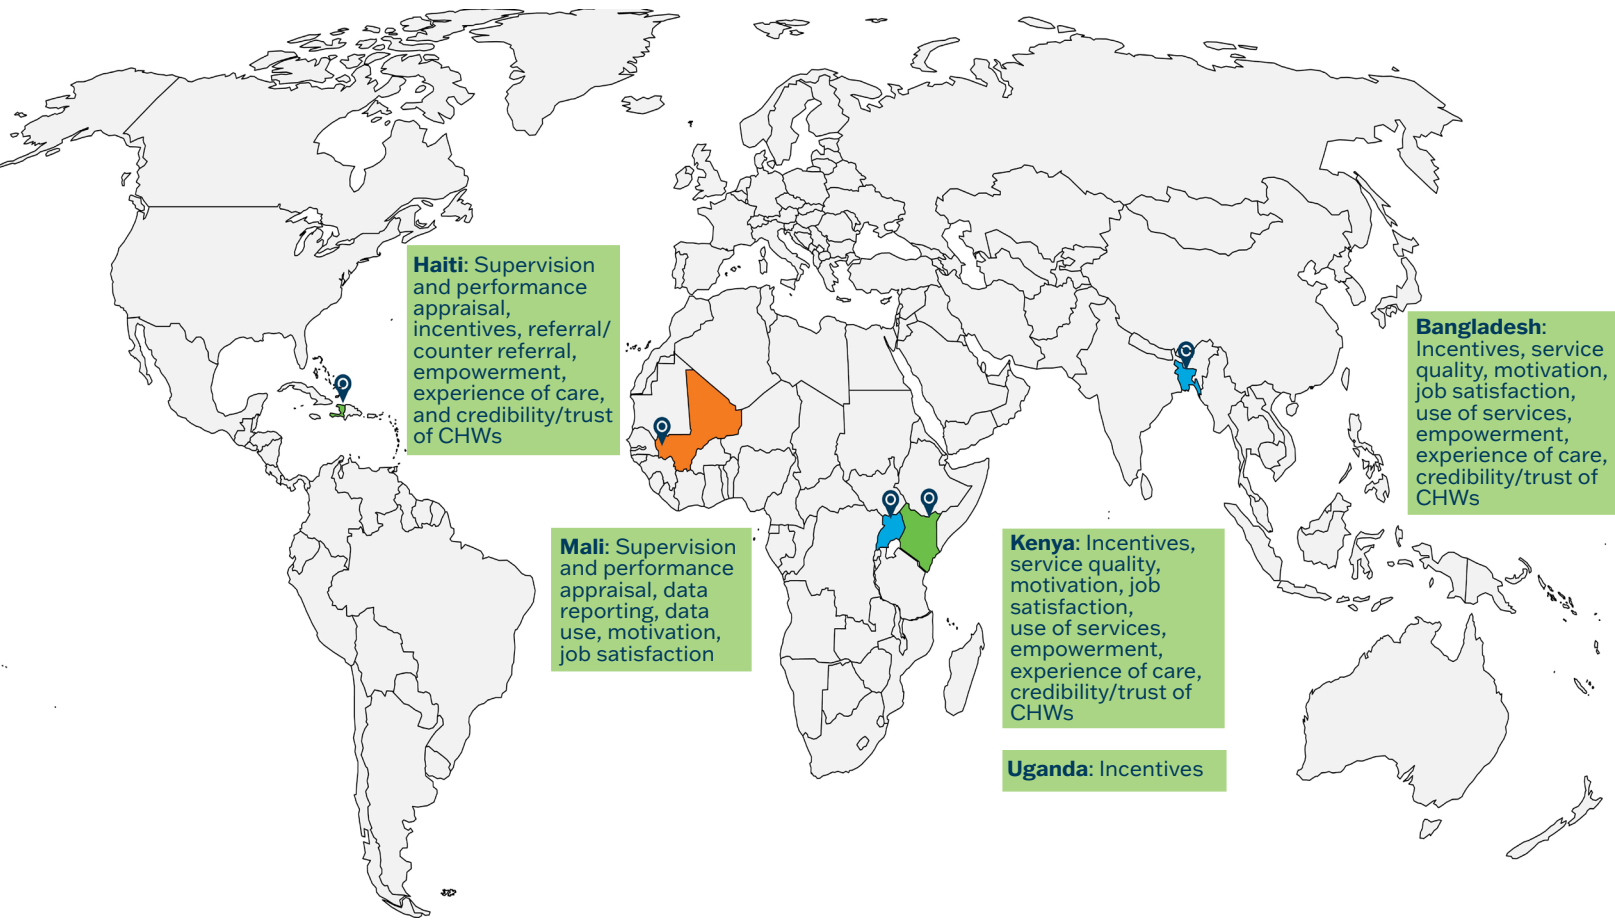 Haiti: Supervision
and performance
appraisal,
incentives, referral/
counter referral,
empowerment,
experience of care,
and credibility/trust
of CHWs
Mali: Supervision
and performance
appraisal, data
reporting, data
use, motivation,
job satisfaction
Kenya: Incentives,
service quality,
motivation, job
satisfaction,
use of services,
empowerment,
experience of care,
credibility/trust of
CHWs
Uganda: Incentives
Bangladesh:
Incentives, service
quality, motivation,
job satisfaction,
use of services,
empowerment,
experience of care,
credibility/trust of
CHWs